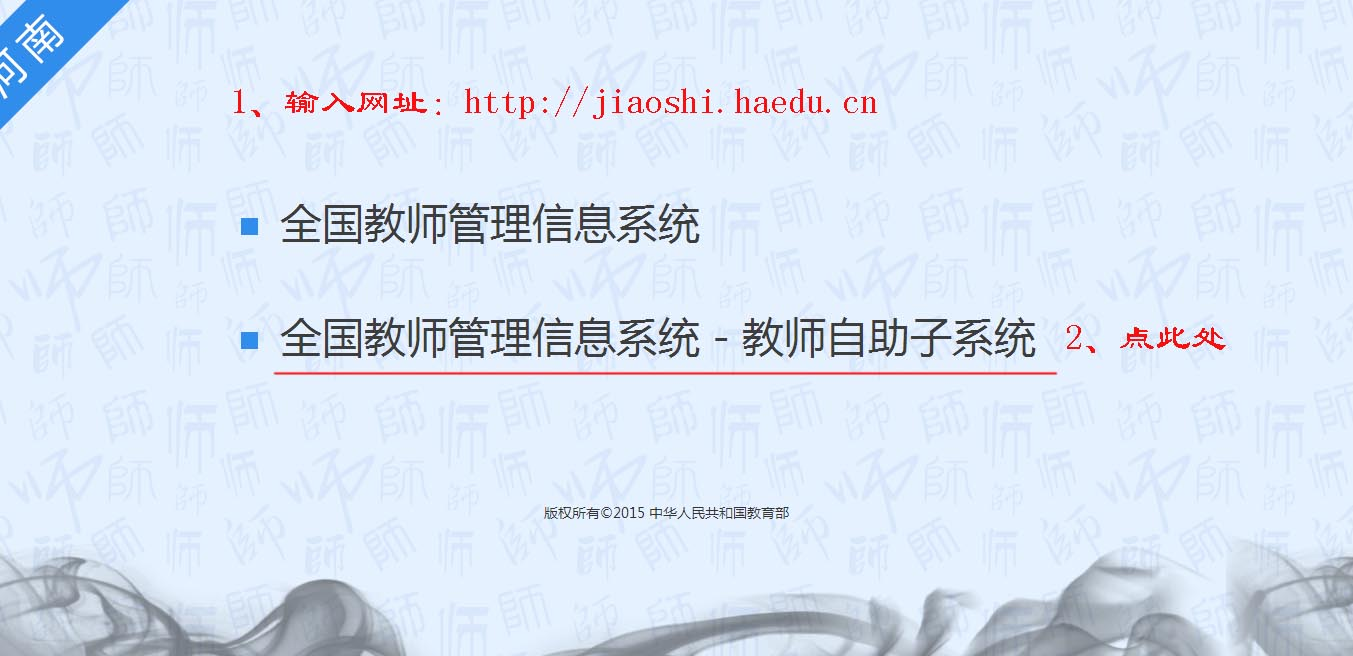 河南
1、输入网址：http://jiaoshi.haedu.cn
全国教师管理信息系统
全国教师管理信息系统 - 教师自助子系统 2、点此处
版权所有©2015 中华人民共和国教育部